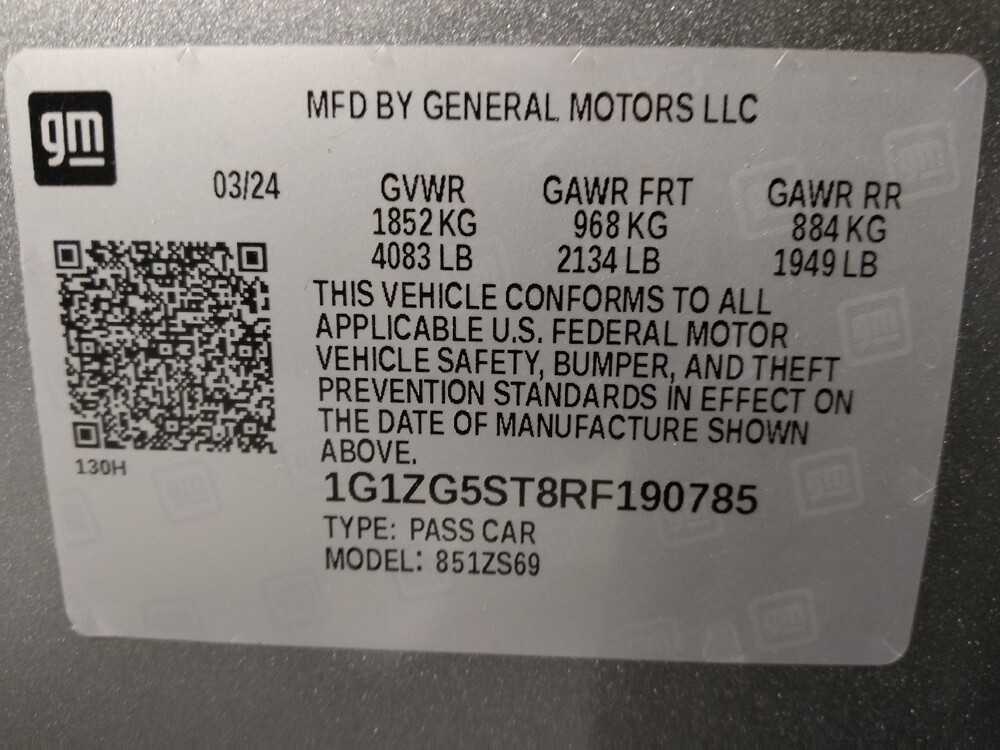 gm
MFD BY GENERAL MOTORS LLC
03/24
GVWR GAWR FRT GAWR RR
1852 KG 968 KG 884 KG
4083 LB 2134 LB 1949 LB
THIS VEHICLE CONFORMS TO ALL
APPLICABLE U.S. FEDERAL MOTOR
VEHICLE SAFETY, BUMPER, AND THEFT
PREVENTION STANDARDS IN EFFECT ON
THE DATE OF MANUFACTURE SHOWN
ABOVE.
130H
1G1ZG5ST8RF190785
TYPE: PASS CAR
MODEL: 851ZS69